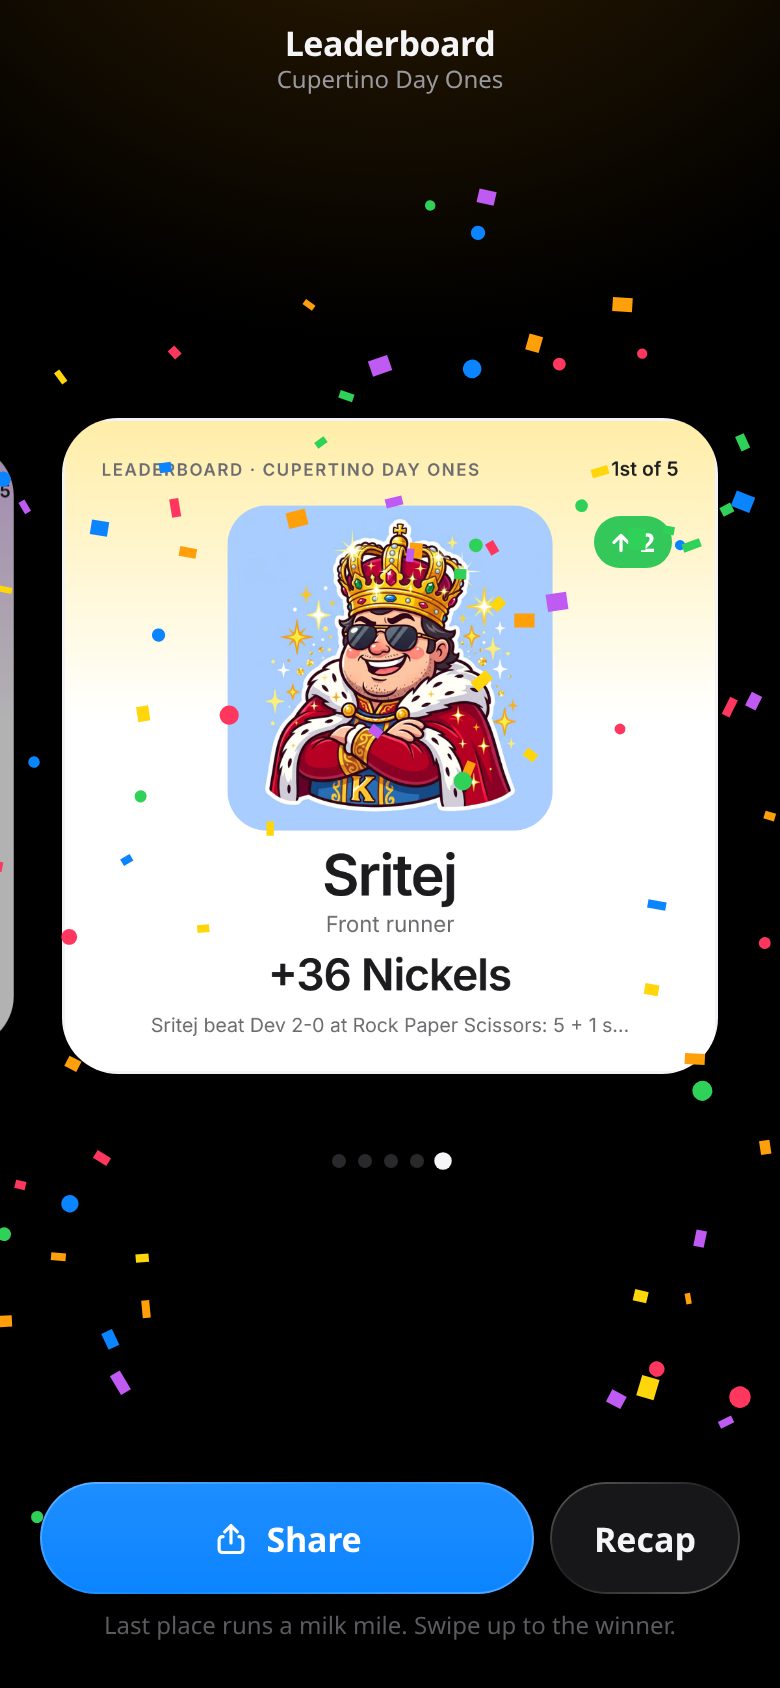 Leaderboard
Cupertino Day Ones
LEADERBOARD · CUPERTINO DAY ONES
1st of 5
5
2
K
Sritej
Front runner
+36 Nickels
Sritej beat Dev 2-0 at Rock Paper Scissors: 5 + 1 s...
Share
Recap
Last place runs a milk mile. Swipe up to the winner.